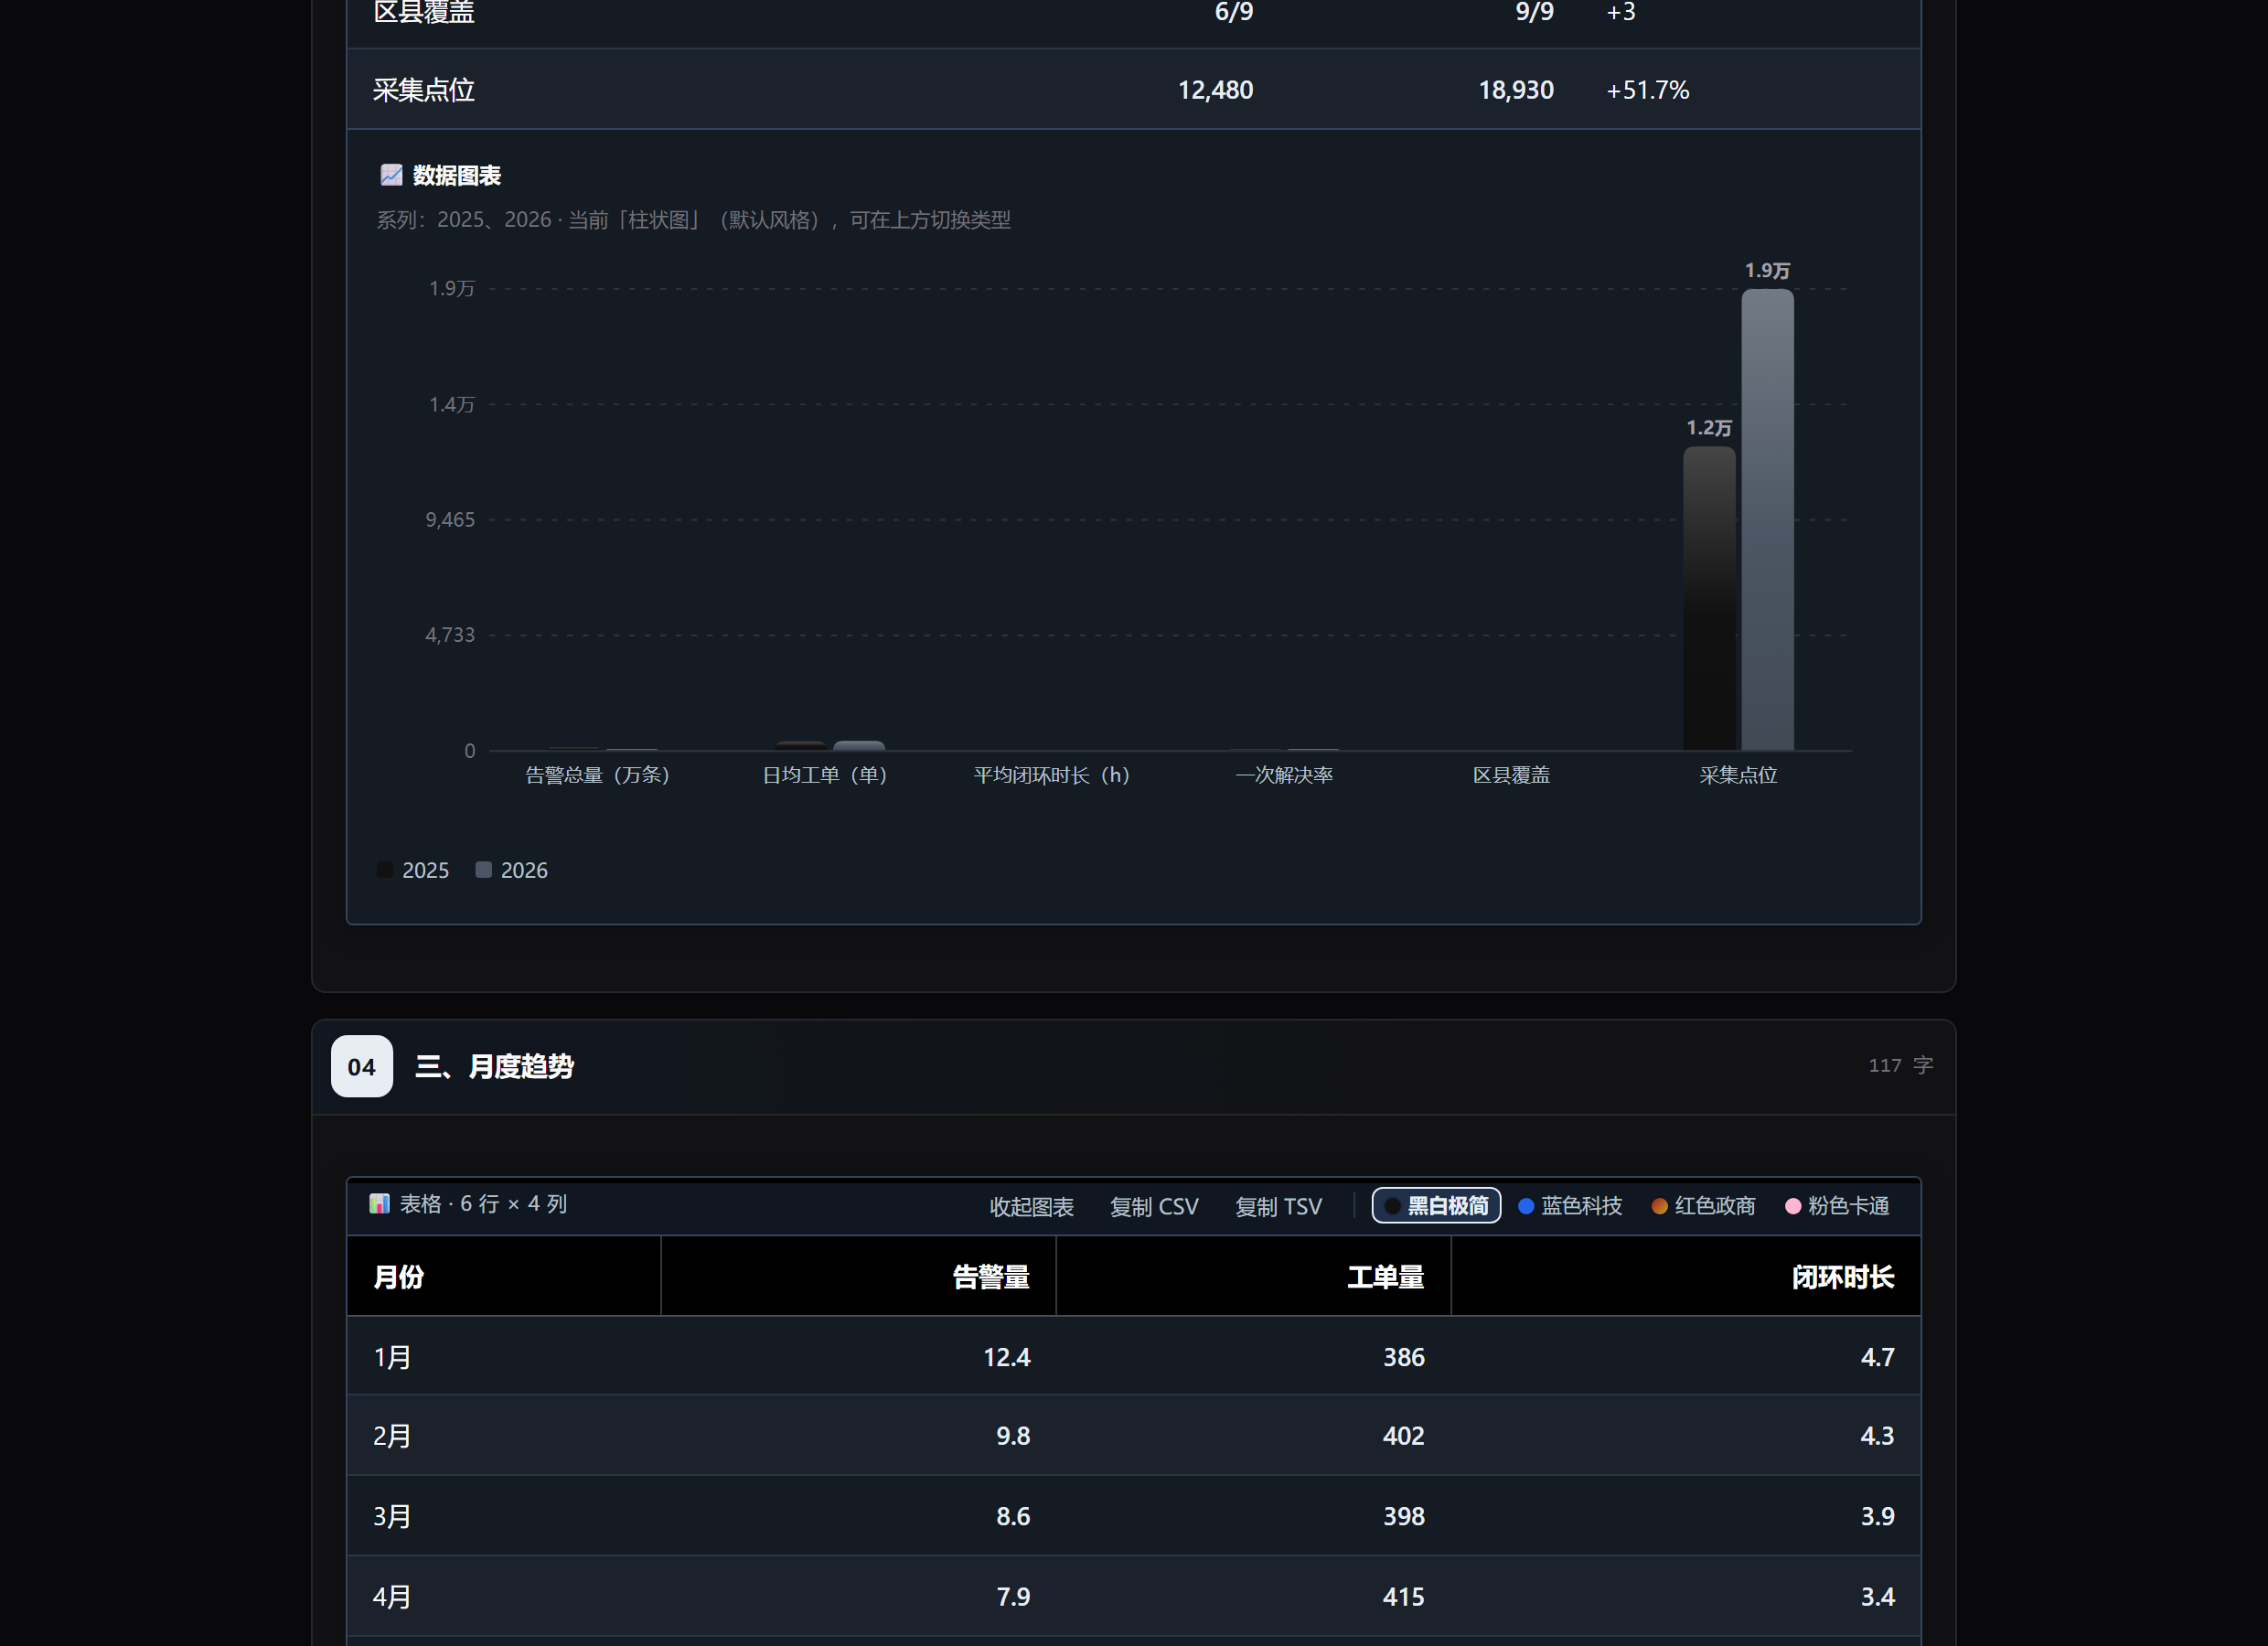 区县覆盖 6/9 9/9 +3
采集点位 12,480 18,930 +51.7%
数据图表
系列：2025、2026 · 当前「柱状图」（默认风格），可在上方切换类型
1.9万
1.9万
1.4万
1.2万
9,465
4,733
0
告警总量（万条） 日均工单（单） 平均闭环时长（h） 一次解决率 区县覆盖 采集点位
2025 2026
04 三、月度趋势 117 字
表格 · 6 行 × 4 列 收起图表 复制 CSV 复制 TSV 黑白极简 蓝色科技 红色政商 粉色卡通
月份 告警量 工单量 闭环时长
1月 12.4 386 4.7
2月 9.8 402 4.3
3月 8.6 398 3.9
4月 7.9 415 3.4